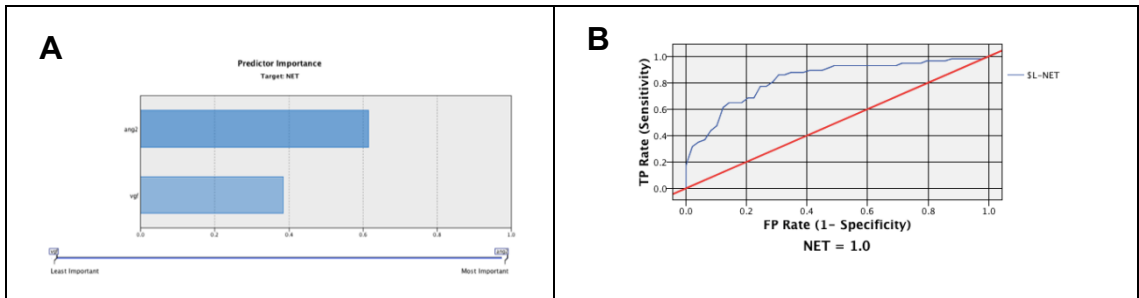 A
Predictor Importance
Target: NET
ang2
vgf
0.0 0.2 0.4 0.6 0.8 1.0
vgf
ang2
Least Important
Most Important
B
TP Rate (Sensitivity)
1.0
0.8
0.6
0.4
0.2
0.0
0.0 0.2 0.4 0.6 0.8 1.0
FP Rate (1- Specificity)
NET = 1.0
$L-NET